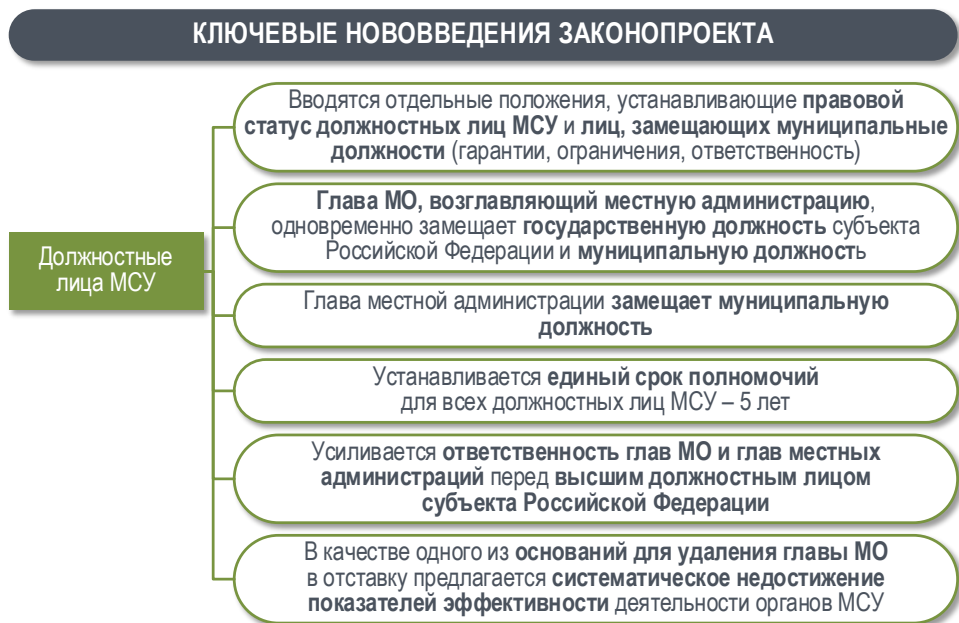 КЛЮЧЕВЫЕ НОВОВВЕДЕНИЯ ЗАКОНОПРОЕКТА
Должностные
лица МСУ
Вводятся отдельные положения, устанавливающие правовой
статус должностных лиц МСУ и лиц, замещающих муниципальные
должности (гарантии, ограничения, ответственность)
Глава МО, возглавляющий местную администрацию,
одновременно замещает государственную должность субъекта
Российской Федерации и муниципальную должность
Глава местной администрации замещает муниципальную
должность
Устанавливается единый срок полномочий
для всех должностных лиц МСУ – 5 лет
Усиливается ответственность глав МО и глав местных
администраций перед высшим должностным лицом
субъекта Российской Федерации
В качестве одного из оснований для удаления главы МО
в отставку предлагается систематическое недостижение
показателей эффективности деятельности органов МСУ